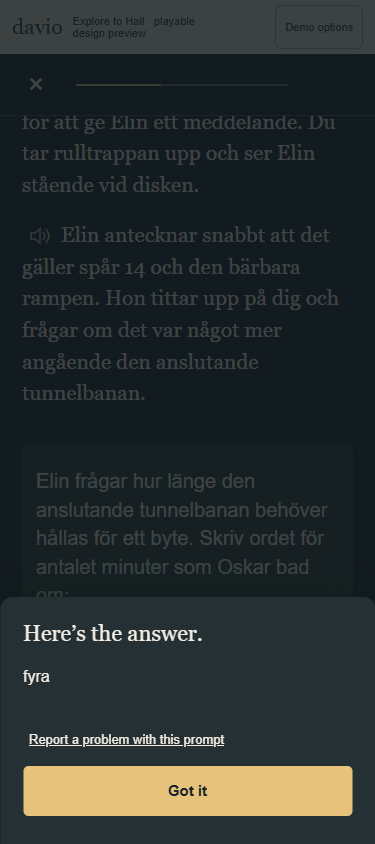 davio
Explore to Hall · playable
design preview
Demo options
för att ge Elin ett meddelande. Du
tar rulltrappan upp och ser Elin
stående vid disken.
Elin antecknar snabbt att det
gäller spår 14 och den bärbara
rampen. Hon tittar upp på dig och
frågar om det var något mer
angående den anslutande
tunnelbanan.
Elin frågar hur länge den
anslutande tunnelbanan behöver
hållas för ett byte. Skriv ordet för
antalet minuter som Oskar bad
om:
Here's the answer.
fyra
Report a problem with this prompt
Got it